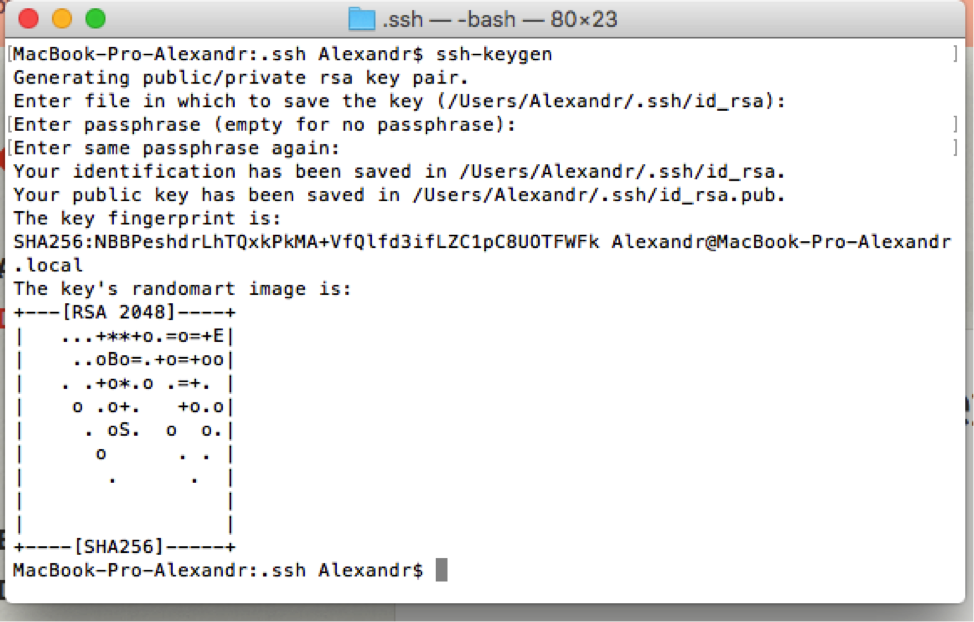 .ssh — -bash — 80×23
[MacBook-Pro-Alexandr:.ssh Alexandr$ ssh-keygen ]
Generating public/private rsa key pair.
Enter file in which to save the key (/Users/Alexandr/.ssh/id_rsa):
[Enter passphrase (empty for no passphrase): ]
[Enter same passphrase again: ]
Your identification has been saved in /Users/Alexandr/.ssh/id_rsa.
Your public key has been saved in /Users/Alexandr/.ssh/id_rsa.pub.
The key fingerprint is:
SHA256:NBBPeshdrLhTQxkPkMA+VfQlfd3ifLZC1pC8UOTFWFk Alexandr@MacBook-Pro-Alexandr
.local
The key's randomart image is:
+---[RSA 2048]----+
|   ...+**+o.=o=+E|
|    ..oBo=.+o=+oo|
|   . .+o*.o .=+. |
|    o .o+.   +o.o|
|     . oS.  o  o.|
|      o      . . |
|       .      .  |
|                 |
|                 |
+----[SHA256]-----+
MacBook-Pro-Alexandr:.ssh Alexandr$